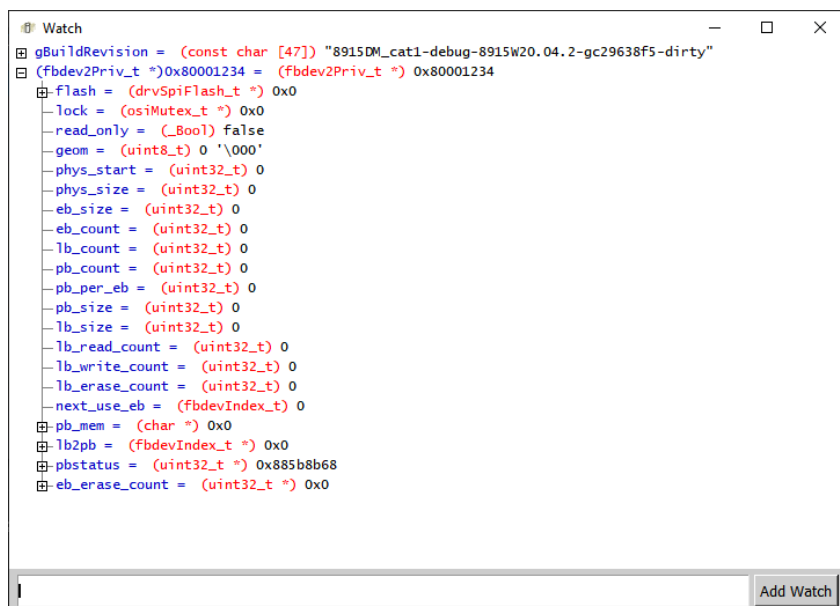 Watch
gBuildRevision = (const char [47]) "8915DM_cat1-debug-8915W20.04.2-gc29638f5-dirty"
(fbdev2Priv_t *)0x80001234 = (fbdev2Priv_t *) 0x80001234
flash = (drvSpiFlash_t *) 0x0
lock = (osiMutex_t *) 0x0
read_only = (_Bool) false
geom = (uint8_t) 0 '\000'
phys_start = (uint32_t) 0
phys_size = (uint32_t) 0
eb_size = (uint32_t) 0
eb_count = (uint32_t) 0
lb_count = (uint32_t) 0
pb_count = (uint32_t) 0
pb_per_eb = (uint32_t) 0
pb_size = (uint32_t) 0
lb_size = (uint32_t) 0
lb_read_count = (uint32_t) 0
lb_write_count = (uint32_t) 0
lb_erase_count = (uint32_t) 0
next_use_eb = (fbdevIndex_t) 0
pb_mem = (char *) 0x0
lb2pb = (fbdevIndex_t *) 0x0
pbstatus = (uint32_t *) 0x885b8b68
eb_erase_count = (uint32_t *) 0x0
Add Watch